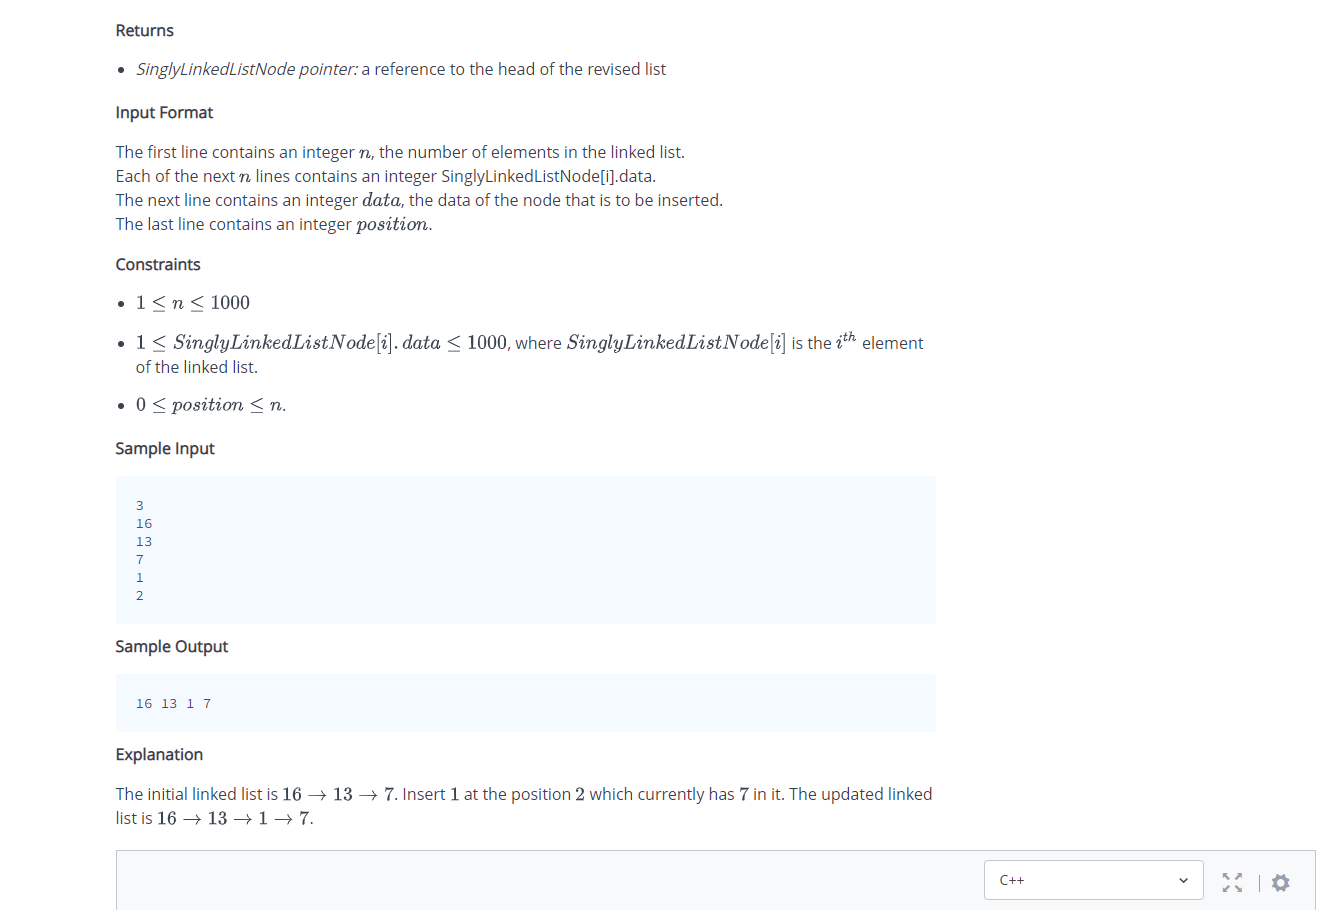 Returns
• SinglyLinkedListNode pointer: a reference to the head of the revised list
Input Format
The first line contains an integer n, the number of elements in the linked list.
Each of the next n lines contains an integer SinglyLinkedListNode[i].data.
The next line contains an integer data, the data of the node that is to be inserted.
The last line contains an integer position.
Constraints
• 1 ≤ n ≤ 1000
• 1 ≤ SinglyLinkedListNode[i].data ≤ 1000, where SinglyLinkedListNode[i] is the i^th element
of the linked list.
• 0 ≤ position ≤ n.
Sample Input
3
16
13
7
1
2
Sample Output
16 13 1 7
Explanation
The initial linked list is 16 → 13 → 7. Insert 1 at the position 2 which currently has 7 in it. The updated linked
list is 16 → 13 → 1 → 7.
C++